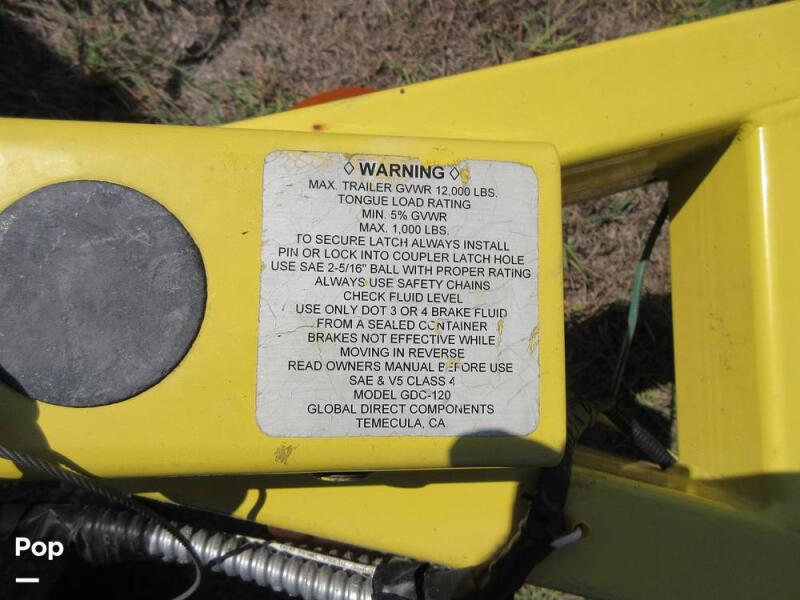 ◊ WARNING ◊
MAX. TRAILER GVWR 12,000 LBS.
TONGUE LOAD RATING
MIN. 5% GVWR
MAX. 1,000 LBS.
TO SECURE LATCH ALWAYS INSTALL
PIN OR LOCK INTO COUPLER LATCH HOLE
USE SAE 2-5/16" BALL WITH PROPER RATING
ALWAYS USE SAFETY CHAINS
CHECK FLUID LEVEL
USE ONLY DOT 3 OR 4 BRAKE FLUID
FROM A SEALED CONTAINER
BRAKES NOT EFFECTIVE WHILE
MOVING IN REVERSE
READ OWNERS MANUAL BEFORE USE
SAE & V5 CLASS 4
MODEL GDC-120
GLOBAL DIRECT COMPONENTS
TEMECULA, CA
Pop